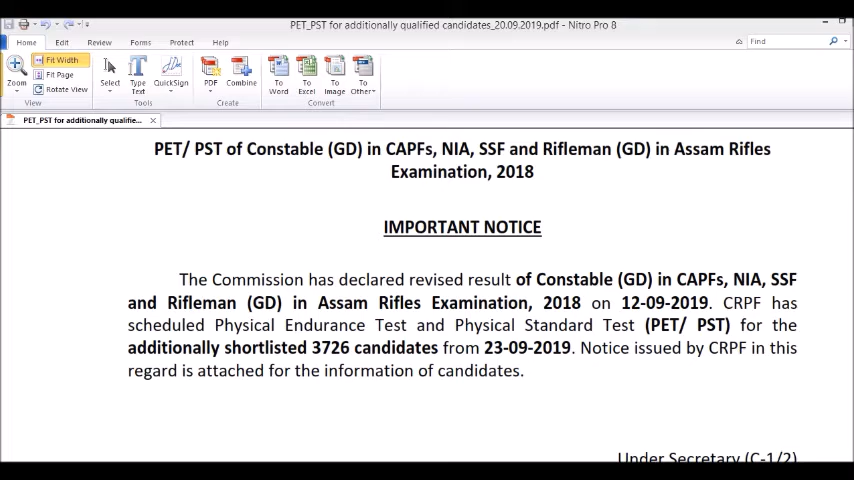 PET_PST for additionally qualified candidates_20.09.2019.pdf - Nitro Pro 8
Home Edit Review Forms Protect Help
Find
Zoom
Fit Width
Fit Page
Rotate View
View
Select
Type Text
QuickSign
Tools
PDF
Combine
Create
To Word
To Excel
To Image
To Other
Convert
PET_PST for additionally qualifie...
PET/ PST of Constable (GD) in CAPFs, NIA, SSF and Rifleman (GD) in Assam Rifles
Examination, 2018
IMPORTANT NOTICE
The Commission has declared revised result of Constable (GD) in CAPFs, NIA, SSF
and Rifleman (GD) in Assam Rifles Examination, 2018 on 12-09-2019. CRPF has
scheduled Physical Endurance Test and Physical Standard Test (PET/ PST) for the
additionally shortlisted 3726 candidates from 23-09-2019. Notice issued by CRPF in this
regard is attached for the information of candidates.
Under Secretary (C-1/2)